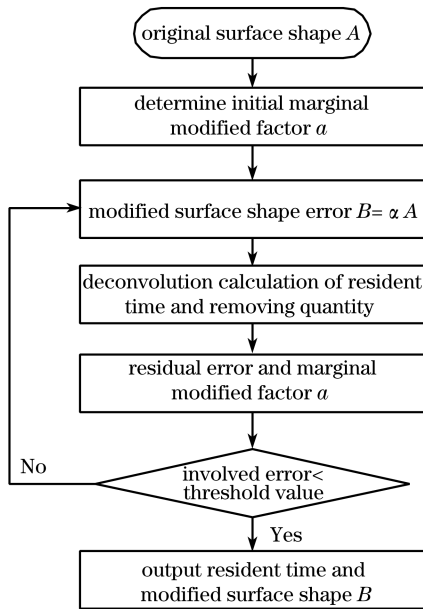 original surface shape A
determine initial marginal
modified factor a
modified surface shape error B= α A
deconvolution calculation of resident
time and removing quantity
residual error and marginal
modified factor a
No
involved error<
threshold value
Yes
output resident time and
modified surface shape B